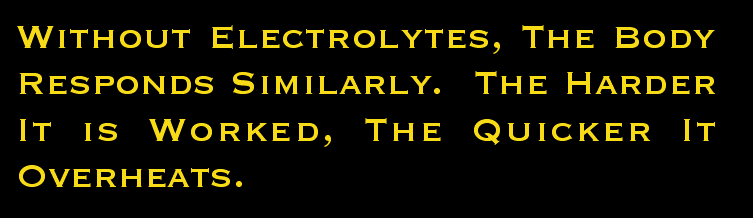 Without Electrolytes, The Body
Responds Similarly. The Harder
It is Worked, The Quicker It
Overheats.